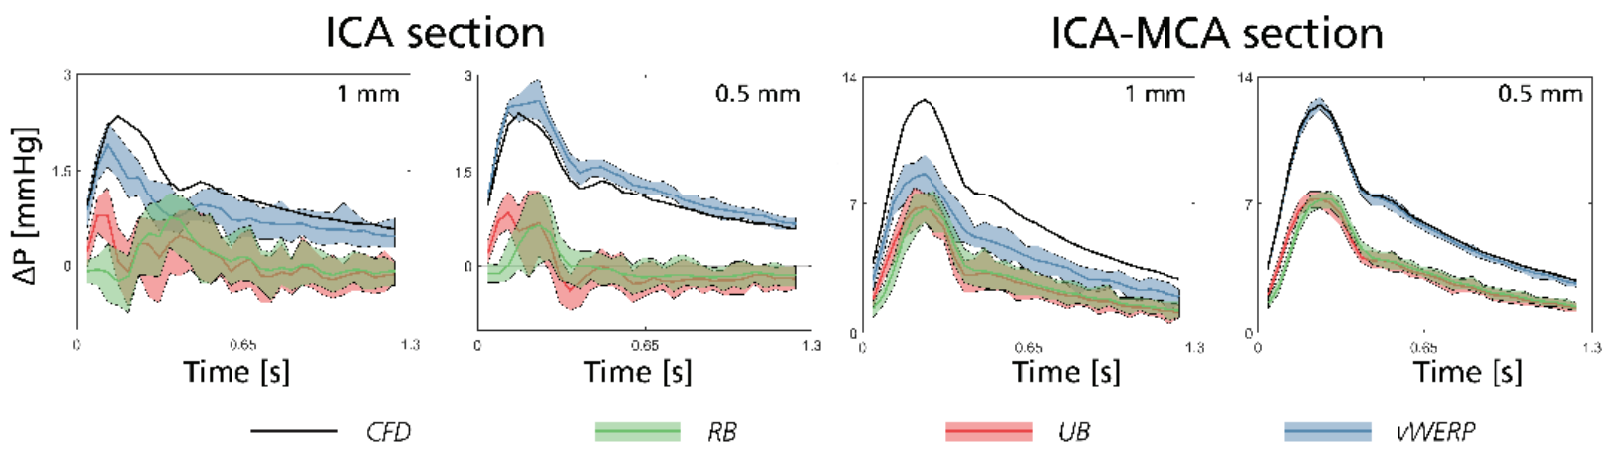 ICA section
ICA-MCA section
1 mm
0.5 mm
1 mm
0.5 mm
ΔP [mmHg]
3
1.5
0
3
1.5
0
14
7
0
14
7
0
0
0.65
1.3
0
0.65
1.3
0
0.65
1.3
0
0.65
1.3
Time [s]
Time [s]
Time [s]
Time [s]
CFD
RB
UB
vWERP